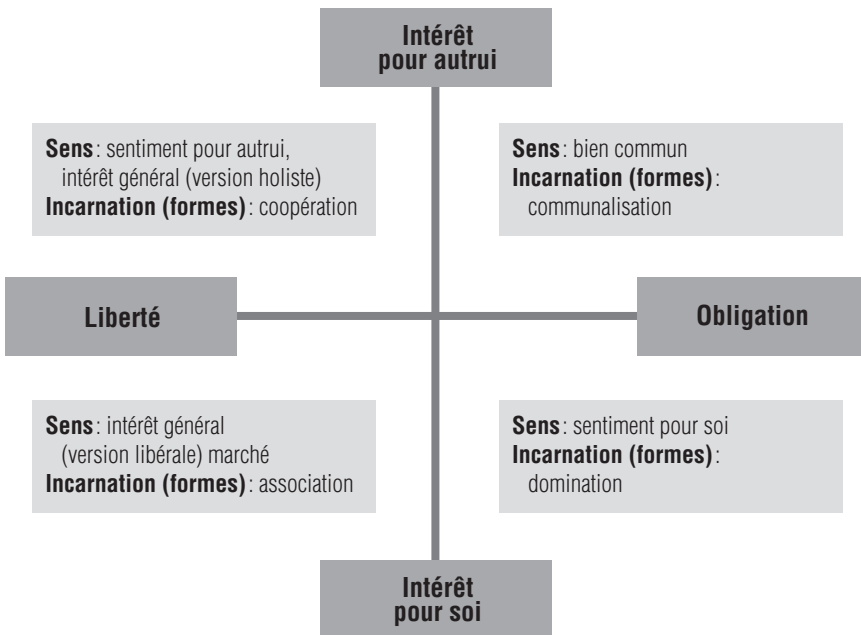 Intérêt
pour autrui
Sens : sentiment pour autrui,
intérêt général (version holiste)
Incarnation (formes) : coopération
Sens : bien commun
Incarnation (formes) :
communalisation
Liberté
Obligation
Sens : intérêt général
(version libérale) marché
Incarnation (formes) : association
Sens : sentiment pour soi
Incarnation (formes) :
domination
Intérêt
pour soi